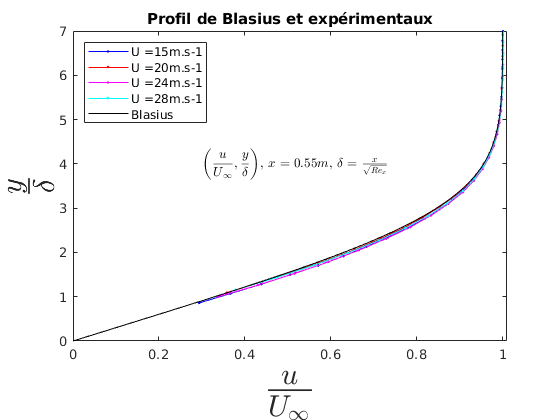 Profil de Blasius et expérimentaux
7
6
5
4
3
2
1
0
y/δ
U =15m.s-1
U =20m.s-1
U =24m.s-1
U =28m.s-1
Blasius
(u/U∞, y/δ), x = 0.55m, δ = x/√Reₓ
0 0.2 0.4 0.6 0.8 1
u/U∞